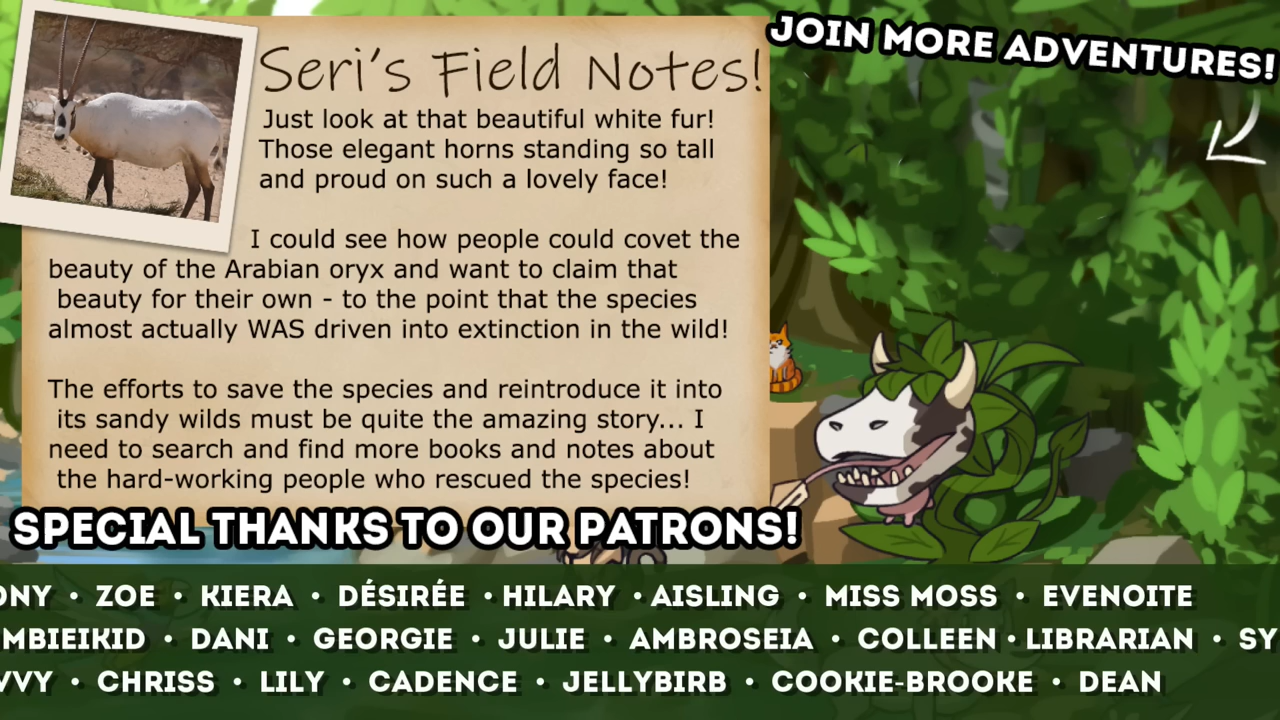 Seri's Field Notes!
Just look at that beautiful white fur!
Those elegant horns standing so tall
and proud on such a lovely face!
I could see how people could covet the
beauty of the Arabian oryx and want to claim that
beauty for their own - to the point that the species
almost actually WAS driven into extinction in the wild!
The efforts to save the species and reintroduce it into
its sandy wilds must be quite the amazing story... I
need to search and find more books and notes about
the hard-working people who rescued the species!
JOIN MORE ADVENTURES!
SPECIAL THANKS TO OUR PATRONS!
ONY • ZOE • KIERA • DÉSIRÉE • HILARY • AISLING • MISS MOSS • EVENOITE
MBIEIKID • DANI • GEORGIE • JULIE • AMBROSEIA • COLLEEN • LIBRARIAN • SY
VVY • CHRISS • LILY • CADENCE • JELLYBIRB • COOKIE-BROOKE • DEAN